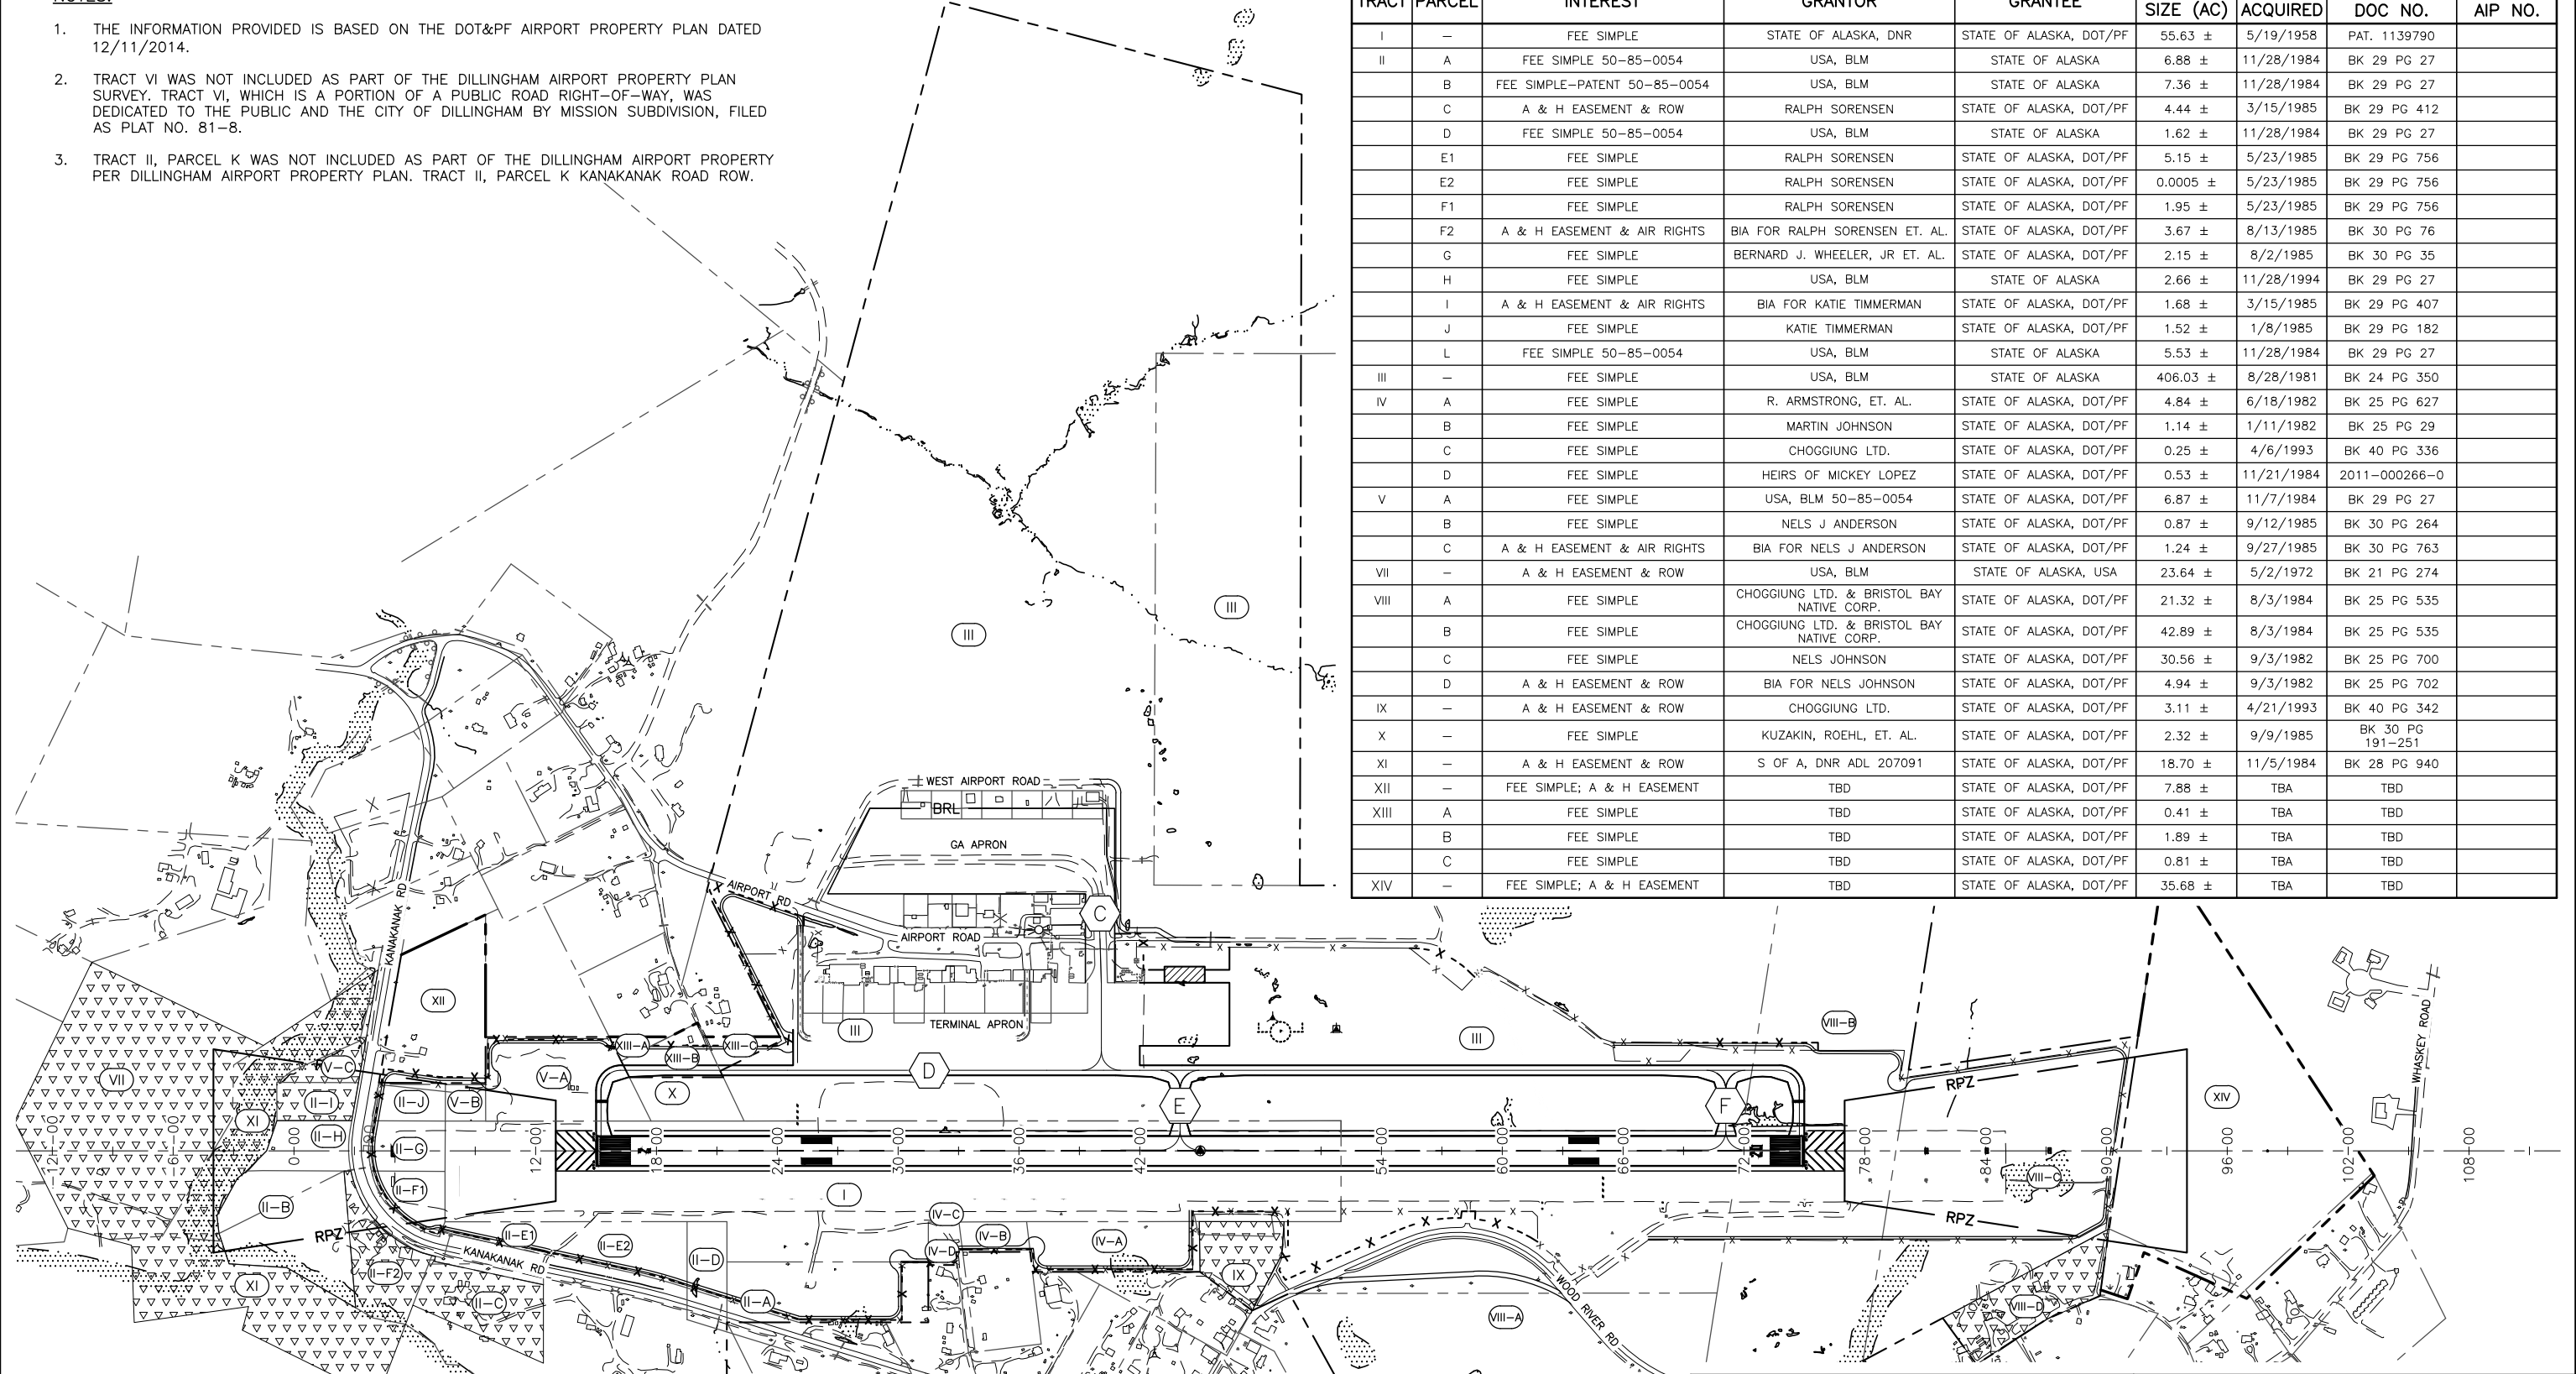 NOTES:
1. THE INFORMATION PROVIDED IS BASED ON THE DOT&PF AIRPORT PROPERTY PLAN DATED
12/11/2014.
2. TRACT VI WAS NOT INCLUDED AS PART OF THE DILLINGHAM AIRPORT PROPERTY PLAN
SURVEY. TRACT VI, WHICH IS A PORTION OF A PUBLIC ROAD RIGHT-OF-WAY, WAS
DEDICATED TO THE PUBLIC AND THE CITY OF DILLINGHAM BY MISSION SUBDIVISION, FILED
AS PLAT NO. 81-8.
3. TRACT II, PARCEL K WAS NOT INCLUDED AS PART OF THE DILLINGHAM AIRPORT PROPERTY
PER DILLINGHAM AIRPORT PROPERTY PLAN. TRACT II, PARCEL K KANAKANAK ROAD ROW.
TRACT PARCEL INTEREST GRANTOR GRANTEE SIZE (AC) ACQUIRED DOC NO. AIP NO.
I – FEE SIMPLE STATE OF ALASKA, DNR STATE OF ALASKA, DOT/PF 55.63 ± 5/19/1958 PAT. 1139790
II A FEE SIMPLE 50-85-0054 USA, BLM STATE OF ALASKA 6.88 ± 11/28/1984 BK 29 PG 27
B FEE SIMPLE-PATENT 50-85-0054 USA, BLM STATE OF ALASKA 7.36 ± 11/28/1984 BK 29 PG 27
C A & H EASEMENT & ROW RALPH SORENSEN STATE OF ALASKA, DOT/PF 4.44 ± 3/15/1985 BK 29 PG 412
D FEE SIMPLE 50-85-0054 USA, BLM STATE OF ALASKA 1.62 ± 11/28/1984 BK 29 PG 27
E1 FEE SIMPLE RALPH SORENSEN STATE OF ALASKA, DOT/PF 5.15 ± 5/23/1985 BK 29 PG 756
E2 FEE SIMPLE RALPH SORENSEN STATE OF ALASKA, DOT/PF 0.0005 ± 5/23/1985 BK 29 PG 756
F1 FEE SIMPLE RALPH SORENSEN STATE OF ALASKA, DOT/PF 1.95 ± 5/23/1985 BK 29 PG 756
F2 A & H EASEMENT & AIR RIGHTS BIA FOR RALPH SORENSEN ET. AL. STATE OF ALASKA, DOT/PF 3.67 ± 8/13/1985 BK 30 PG 76
G FEE SIMPLE BERNARD J. WHEELER, JR ET. AL. STATE OF ALASKA, DOT/PF 2.15 ± 8/2/1985 BK 30 PG 35
H FEE SIMPLE USA, BLM STATE OF ALASKA 2.66 ± 11/28/1994 BK 29 PG 27
I A & H EASEMENT & AIR RIGHTS BIA FOR KATIE TIMMERMAN STATE OF ALASKA, DOT/PF 1.68 ± 3/15/1985 BK 29 PG 407
J FEE SIMPLE KATIE TIMMERMAN STATE OF ALASKA, DOT/PF 1.52 ± 1/8/1985 BK 29 PG 182
L FEE SIMPLE 50-85-0054 USA, BLM STATE OF ALASKA 5.53 ± 11/28/1984 BK 29 PG 27
III – FEE SIMPLE USA, BLM STATE OF ALASKA 406.03 ± 8/28/1981 BK 24 PG 350
IV A FEE SIMPLE R. ARMSTRONG, ET. AL. STATE OF ALASKA, DOT/PF 4.84 ± 6/18/1982 BK 25 PG 627
B FEE SIMPLE MARTIN JOHNSON STATE OF ALASKA, DOT/PF 1.14 ± 1/11/1982 BK 25 PG 29
C FEE SIMPLE CHOGGIUNG LTD. STATE OF ALASKA, DOT/PF 0.25 ± 4/6/1993 BK 40 PG 336
D FEE SIMPLE HEIRS OF MICKEY LOPEZ STATE OF ALASKA, DOT/PF 0.53 ± 11/21/1984 2011-000266-0
V A FEE SIMPLE USA, BLM 50-85-0054 STATE OF ALASKA, DOT/PF 6.87 ± 11/7/1984 BK 29 PG 27
B FEE SIMPLE NELS J ANDERSON STATE OF ALASKA, DOT/PF 0.87 ± 9/12/1985 BK 30 PG 264
C A & H EASEMENT & AIR RIGHTS BIA FOR NELS J ANDERSON STATE OF ALASKA, DOT/PF 1.24 ± 9/27/1985 BK 30 PG 763
VII – A & H EASEMENT & ROW USA, BLM STATE OF ALASKA, USA 23.64 ± 5/2/1972 BK 21 PG 274
VIII A FEE SIMPLE CHOGGIUNG LTD. & BRISTOL BAY
NATIVE CORP. STATE OF ALASKA, DOT/PF 21.32 ± 8/3/1984 BK 25 PG 535
B FEE SIMPLE CHOGGIUNG LTD. & BRISTOL BAY
NATIVE CORP. STATE OF ALASKA, DOT/PF 42.89 ± 8/3/1984 BK 25 PG 535
C FEE SIMPLE NELS JOHNSON STATE OF ALASKA, DOT/PF 30.56 ± 9/3/1982 BK 25 PG 700
D A & H EASEMENT & ROW BIA FOR NELS JOHNSON STATE OF ALASKA, DOT/PF 4.94 ± 9/3/1982 BK 25 PG 702
IX – A & H EASEMENT & ROW CHOGGIUNG LTD. STATE OF ALASKA, DOT/PF 3.11 ± 4/21/1993 BK 40 PG 342
X – FEE SIMPLE KUZAKIN, ROEHL, ET. AL. STATE OF ALASKA, DOT/PF 2.32 ± 9/9/1985 BK 30 PG
191-251
XI – A & H EASEMENT & ROW S OF A, DNR ADL 207091 STATE OF ALASKA, DOT/PF 18.70 ± 11/5/1984 BK 28 PG 940
XII – FEE SIMPLE; A & H EASEMENT TBD STATE OF ALASKA, DOT/PF 7.88 ± TBA TBD
XIII A FEE SIMPLE TBD STATE OF ALASKA, DOT/PF 0.41 ± TBA TBD
B FEE SIMPLE TBD STATE OF ALASKA, DOT/PF 1.89 ± TBA TBD
C FEE SIMPLE TBD STATE OF ALASKA, DOT/PF 0.81 ± TBA TBD
XIV – FEE SIMPLE; A & H EASEMENT TBD STATE OF ALASKA, DOT/PF 35.68 ± TBA TBD
III
III
WEST AIRPORT ROAD
BRL
GA APRON
AIRPORT RD
C
AIRPORT ROAD
KANAKANAK RD
XII
III
TERMINAL APRON
III
VIII-B
WHASKEY ROAD
XIII-A
XIII-B
XIII-C
VII
V-C
V-A
D
RPZ
X
II-I
II-J
V-B
E
F
XIV
XI
II-H
II-G
-12+00
-6+00
0+00
6+00
12+00
18+00
24+00
30+00
36+00
42+00
54+00
60+00
66+00
72+00
78+00
84+00
90+00
96+00
102+00
108+00
VIII-C
II-F1
I
II-B
IV-C
RPZ
RPZ
II-E1
II-E2
IV-B
IV-A
IV-D
KANAKANAK RD
II-D
II-F2
XI
IX
II-C
II-A
WOOD RIVER RD
VIII-A
VIII-D